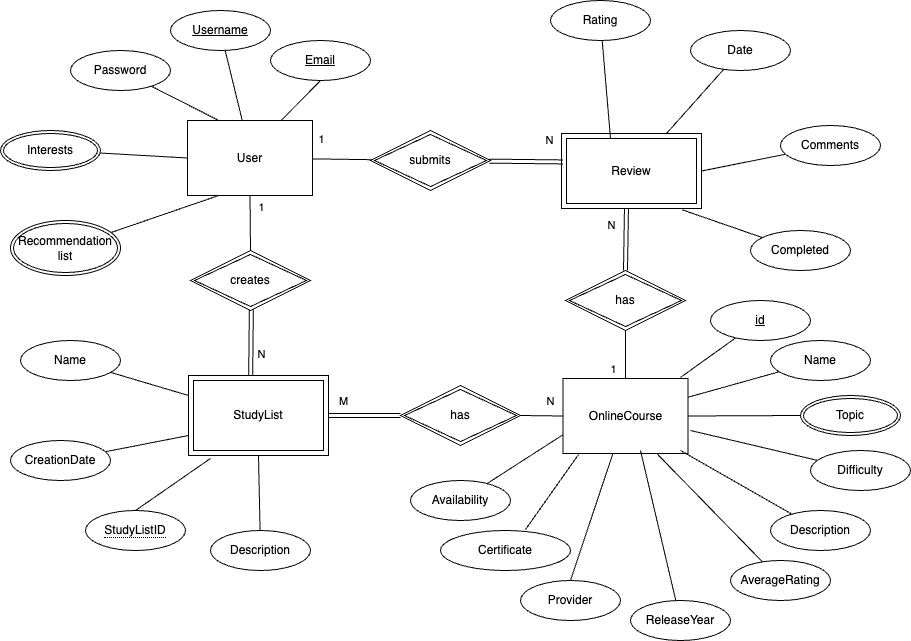 Rating
Username
Date
Email
Password
1
N
Comments
Interests
User
submits
Review
1
N
Recommendation
list
Completed
creates
has
id
N
Name
1
Name
M
N
StudyList
has
OnlineCourse
Topic
CreationDate
Difficulty
Availability
StudyListID
Description
Description
Certificate
AverageRating
Provider
ReleaseYear